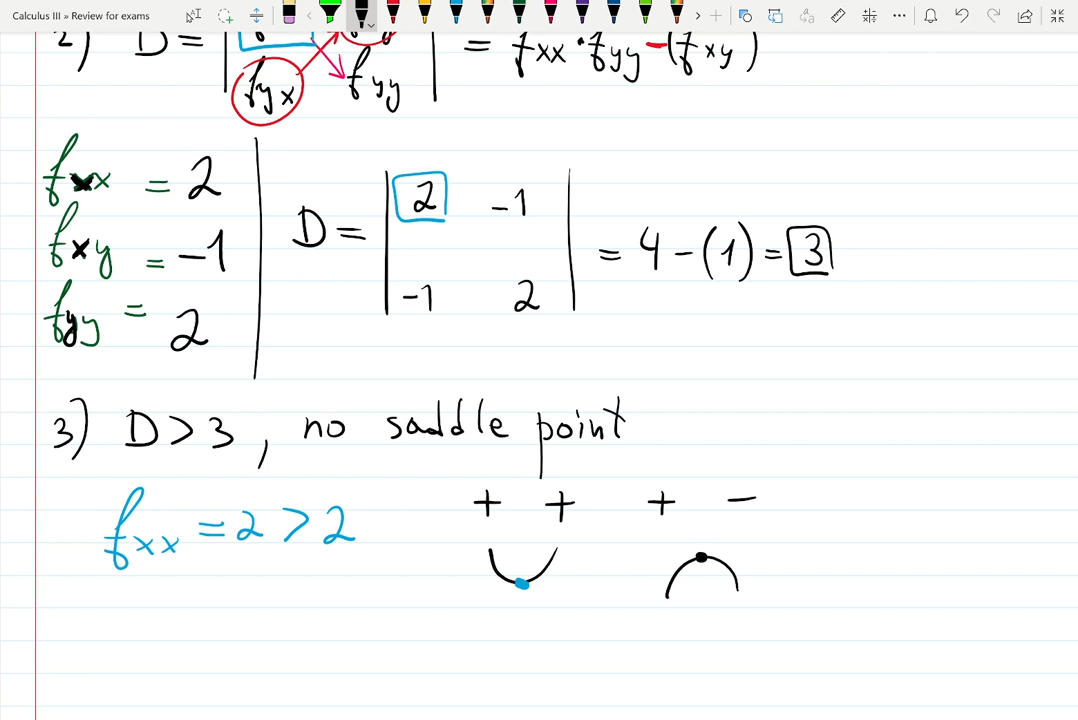 Calculus III » Review for exams
2) D = | fyx fyy | = fxx · fyy - (fxy)
fxx = 2
fxy = -1
fyy = 2
D = | 2 -1
-1 2 | = 4 - (1) = 3
3) D > 3, no saddle point
fxx = 2 > 2
+ + + -